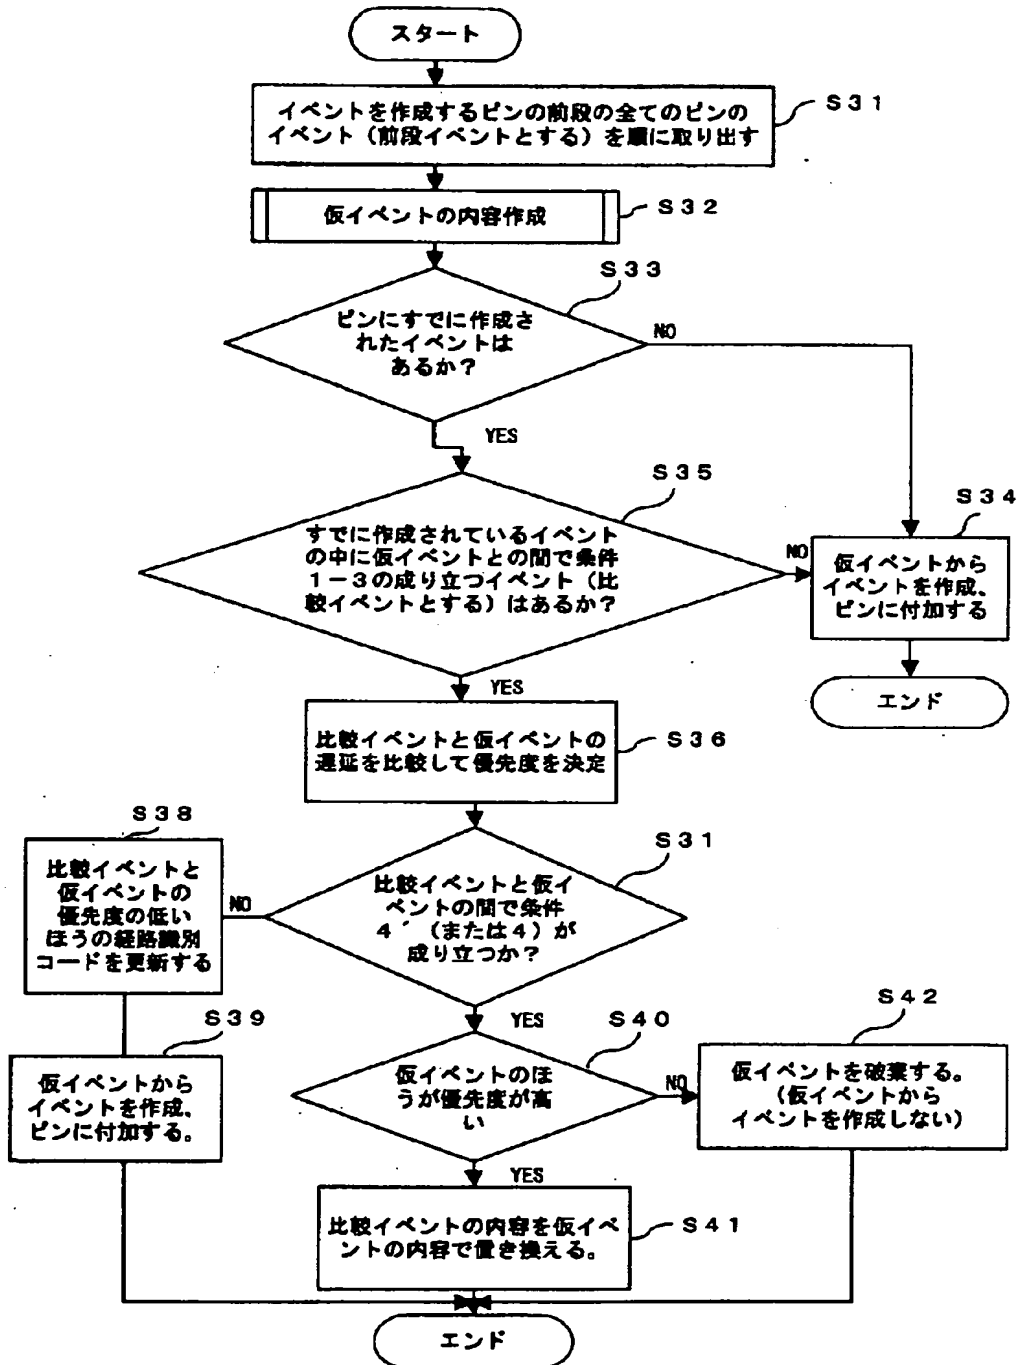 スタート
イベントを作成するピンの前段の全てのピンの
イベント(前段イベントとする)を順に取り出す
S31
仮イベントの内容作成
S32
S33
ピンにすでに作成さ
れたイベントは
あるか?
NO
YES
S35
すでに作成されているイベント
の中に仮イベントとの間で条件
1-3の成り立つイベント(比
較イベントとする)はあるか?
NO
S34
仮イベントから
イベントを作成、
ピンに付加する
エンド
YES
比較イベントと仮イベントの
遅延を比較して優先度を決定
S36
S38
比較イベントと
仮イベントの
優先度の低い
ほうの経路識別
コードを更新する
NO
S31
比較イベントと仮イ
ベントの間で条件
4´(または4)が
成り立つか?
YES
S39
仮イベントから
イベントを作成、
ピンに付加する。
S40
仮イベントのほ
うが優先度が高
い
NO
S42
仮イベントを破棄する。
(仮イベントから
イベントを作成しない)
YES
比較イベントの内容を仮イベ
ントの内容で置き換える。
S41
エンド